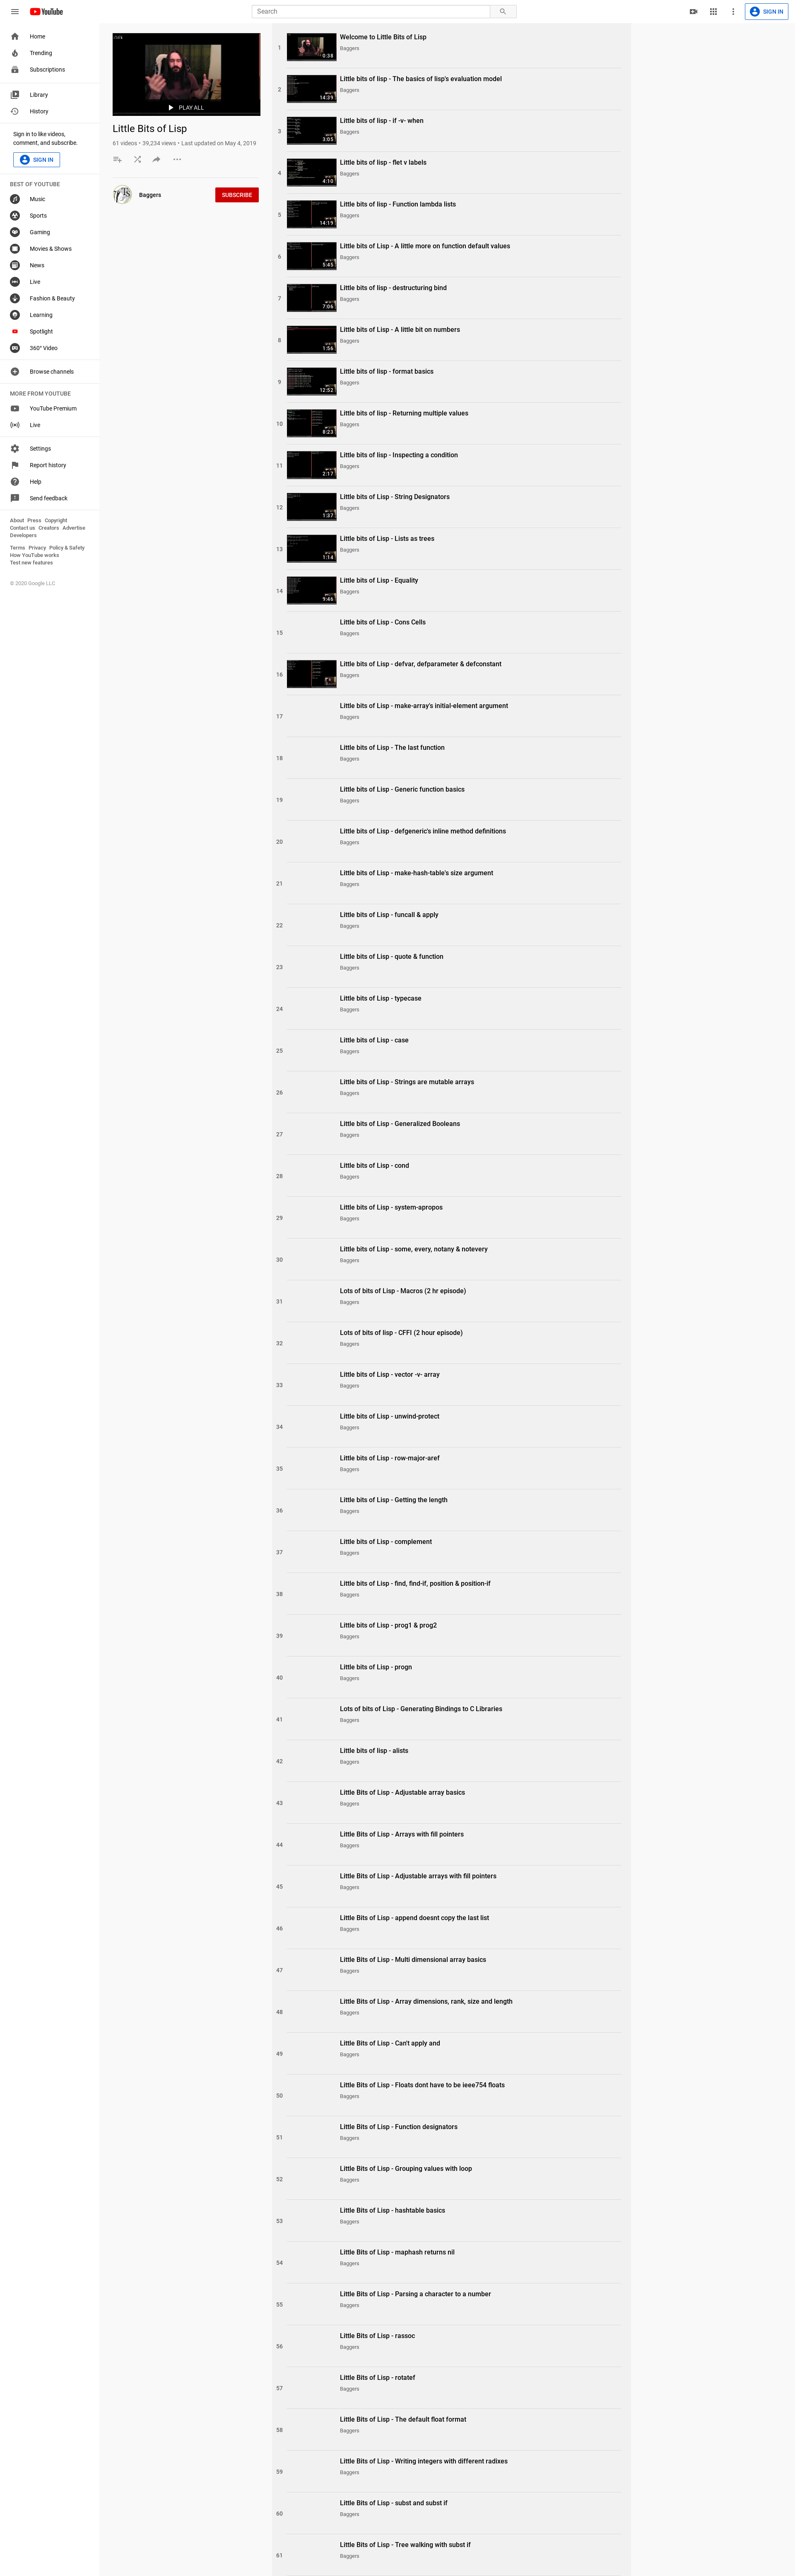 YouTube
Search
SIGN IN
Home
Trending
Subscriptions
Library
History
Sign in to like videos,
comment, and subscribe.
SIGN IN
BEST OF YOUTUBE
Music
Sports
Gaming
Movies & Shows
News
Live
Fashion & Beauty
Learning
Spotlight
360° Video
Browse channels
MORE FROM YOUTUBE
YouTube Premium
Live
Settings
Report history
Help
Send feedback
About Press Copyright
Contact us Creators Advertise
Developers
Terms Privacy Policy & Safety
How YouTube works
Test new features
© 2020 Google LLC
PLAY ALL
Little Bits of Lisp
61 videos • 39,234 views • Last updated on May 4, 2019
Baggers
SUBSCRIBE
1
0:38
Welcome to Little Bits of Lisp
Baggers
2
14:39
Little bits of lisp - The basics of lisp's evaluation model
Baggers
3
3:05
Little bits of lisp - if -v- when
Baggers
4
4:10
Little bits of lisp - flet v labels
Baggers
5
14:19
Little bits of lisp - Function lambda lists
Baggers
6
5:45
Little bits of Lisp - A little more on function default values
Baggers
7
7:06
Little bits of lisp - destructuring bind
Baggers
8
1:56
Little bits of Lisp - A little bit on numbers
Baggers
9
12:52
Little bits of lisp - format basics
Baggers
10
8:23
Little bits of lisp - Returning multiple values
Baggers
11
2:17
Little bits of lisp - Inspecting a condition
Baggers
12
1:37
Little bits of Lisp - String Designators
Baggers
13
1:14
Little bits of Lisp - Lists as trees
Baggers
14
9:46
Little bits of Lisp - Equality
Baggers
15
Little bits of Lisp - Cons Cells
Baggers
16
Little bits of Lisp - defvar, defparameter & defconstant
Baggers
17
Little bits of Lisp - make-array's initial-element argument
Baggers
18
Little bits of Lisp - The last function
Baggers
19
Little bits of Lisp - Generic function basics
Baggers
20
Little bits of Lisp - defgeneric's inline method definitions
Baggers
21
Little bits of Lisp - make-hash-table's size argument
Baggers
22
Little bits of Lisp - funcall & apply
Baggers
23
Little bits of Lisp - quote & function
Baggers
24
Little bits of Lisp - typecase
Baggers
25
Little bits of Lisp - case
Baggers
26
Little bits of Lisp - Strings are mutable arrays
Baggers
27
Little bits of Lisp - Generalized Booleans
Baggers
28
Little bits of Lisp - cond
Baggers
29
Little bits of Lisp - system-apropos
Baggers
30
Little bits of Lisp - some, every, notany & notevery
Baggers
31
Lots of bits of Lisp - Macros (2 hr episode)
Baggers
32
Lots of bits of lisp - CFFI (2 hour episode)
Baggers
33
Little bits of Lisp - vector -v- array
Baggers
34
Little bits of Lisp - unwind-protect
Baggers
35
Little bits of Lisp - row-major-aref
Baggers
36
Little bits of Lisp - Getting the length
Baggers
37
Little bits of Lisp - complement
Baggers
38
Little bits of Lisp - find, find-if, position & position-if
Baggers
39
Little bits of Lisp - prog1 & prog2
Baggers
40
Little bits of Lisp - progn
Baggers
41
Lots of bits of Lisp - Generating Bindings to C Libraries
Baggers
42
Little bits of lisp - alists
Baggers
43
Little Bits of Lisp - Adjustable array basics
Baggers
44
Little Bits of Lisp - Arrays with fill pointers
Baggers
45
Little Bits of Lisp - Adjustable arrays with fill pointers
Baggers
46
Little Bits of Lisp - append doesnt copy the last list
Baggers
47
Little Bits of Lisp - Multi dimensional array basics
Baggers
48
Little Bits of Lisp - Array dimensions, rank, size and length
Baggers
49
Little Bits of Lisp - Can't apply and
Baggers
50
Little Bits of Lisp - Floats dont have to be ieee754 floats
Baggers
51
Little Bits of Lisp - Function designators
Baggers
52
Little Bits of Lisp - Grouping values with loop
Baggers
53
Little Bits of Lisp - hashtable basics
Baggers
54
Little Bits of Lisp - maphash returns nil
Baggers
55
Little Bits of Lisp - Parsing a character to a number
Baggers
56
Little Bits of Lisp - rassoc
Baggers
57
Little Bits of Lisp - rotatef
Baggers
58
Little Bits of Lisp - The default float format
Baggers
59
Little Bits of Lisp - Writing integers with different radixes
Baggers
60
Little Bits of Lisp - subst and subst if
Baggers
61
Little Bits of Lisp - Tree walking with subst if
Baggers